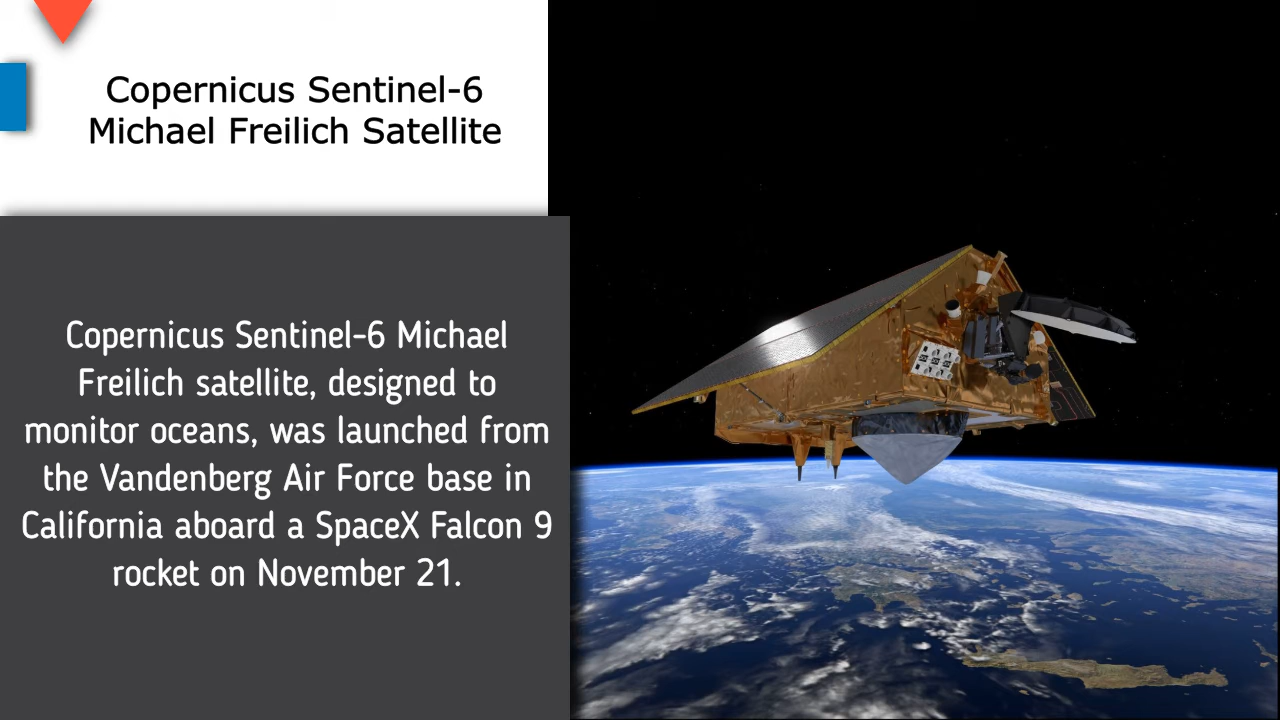 Copernicus Sentinel-6
Michael Freilich Satellite
Copernicus Sentinel-6 Michael
Freilich satellite, designed to
monitor oceans, was launched from
the Vandenberg Air Force base in
California aboard a SpaceX Falcon 9
rocket on November 21.